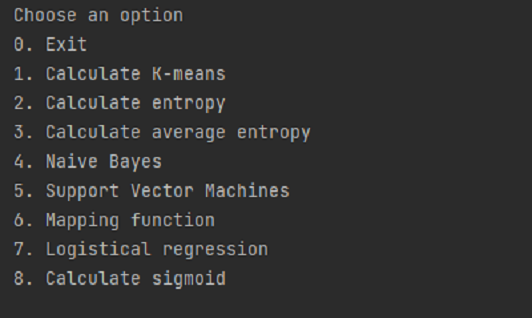 Choose an option
0. Exit
1. Calculate K-means
2. Calculate entropy
3. Calculate average entropy
4. Naive Bayes
5. Support Vector Machines
6. Mapping function
7. Logistical regression
8. Calculate sigmoid